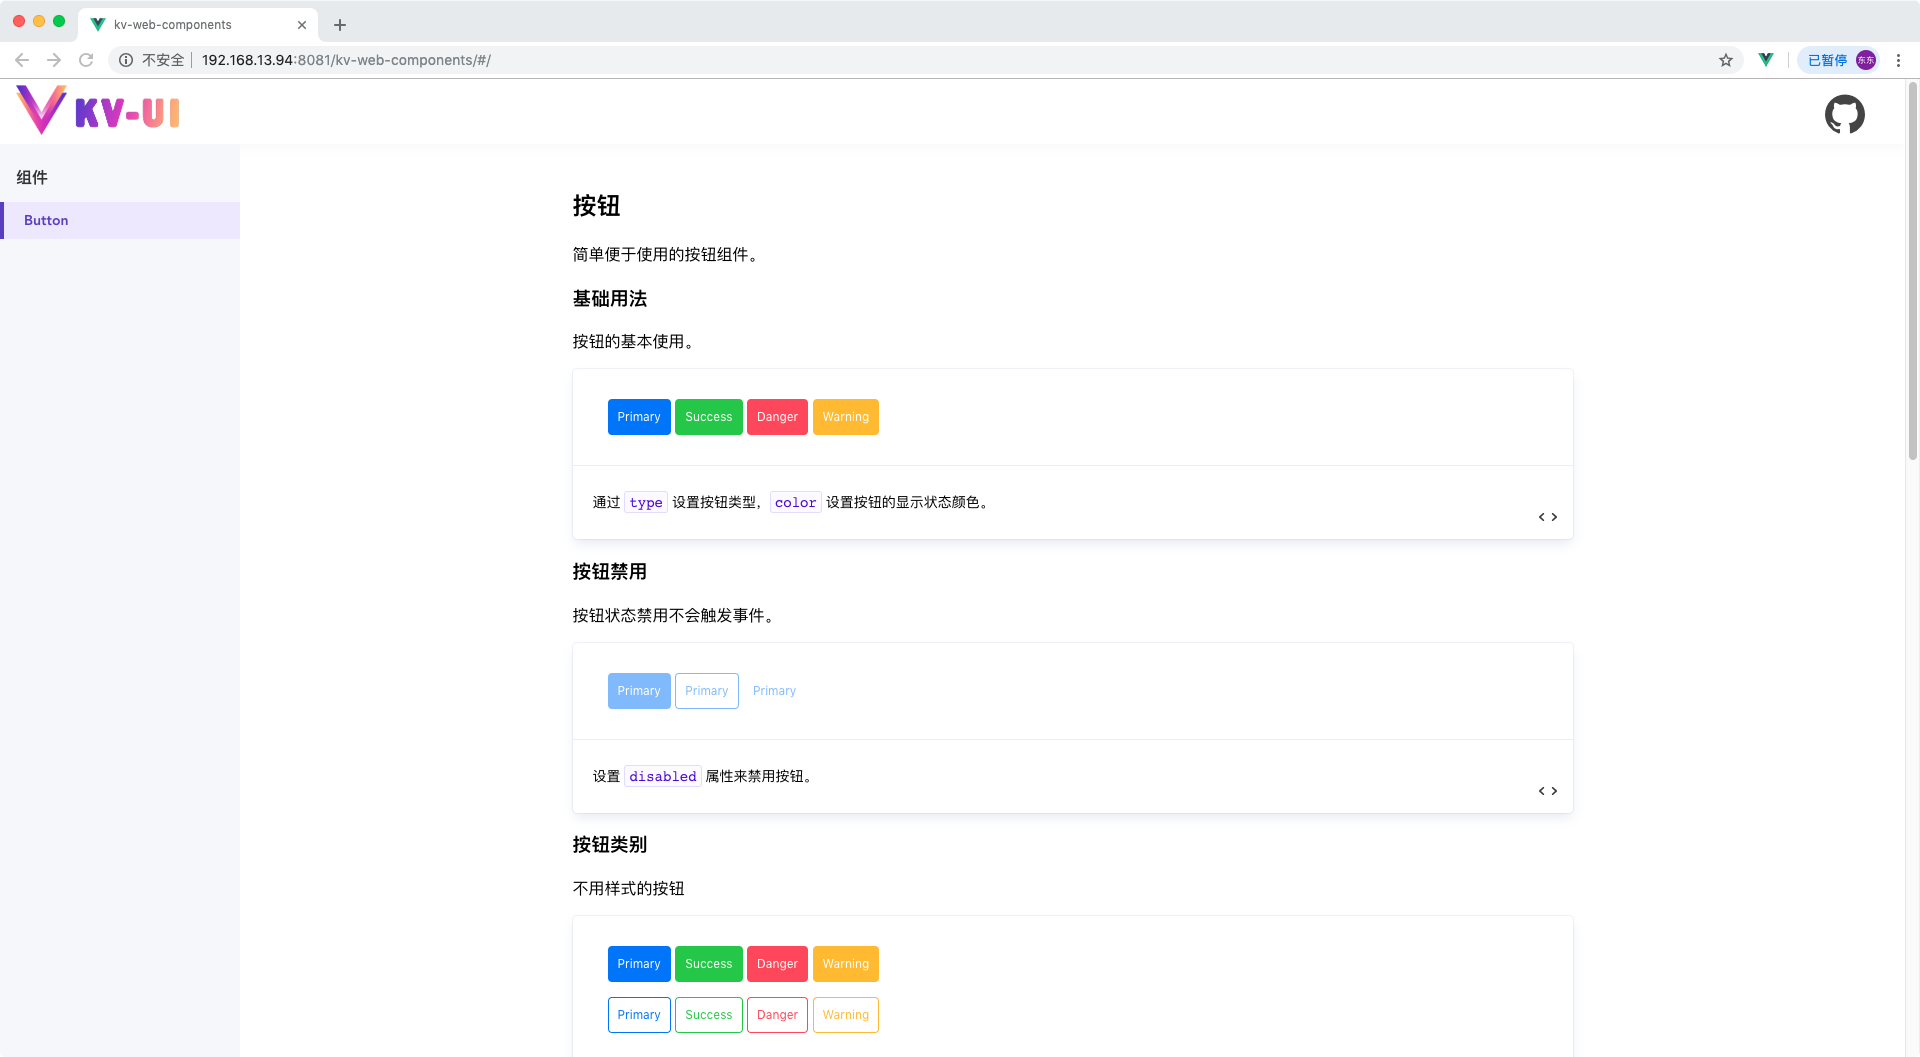 kv-web-components
不安全 192.168.13.94:8081/kv-web-components/#/ 已暂停 东东
KV-UI
组件
Button
按钮
简单便于使用的按钮组件。
基础用法
按钮的基本使用。
Primary Success Danger Warning
通过 type 设置按钮类型，color 设置按钮的显示状态颜色。
按钮禁用
按钮状态禁用不会触发事件。
Primary Primary Primary
设置 disabled 属性来禁用按钮。
按钮类别
不用样式的按钮
Primary Success Danger Warning
Primary Success Danger Warning